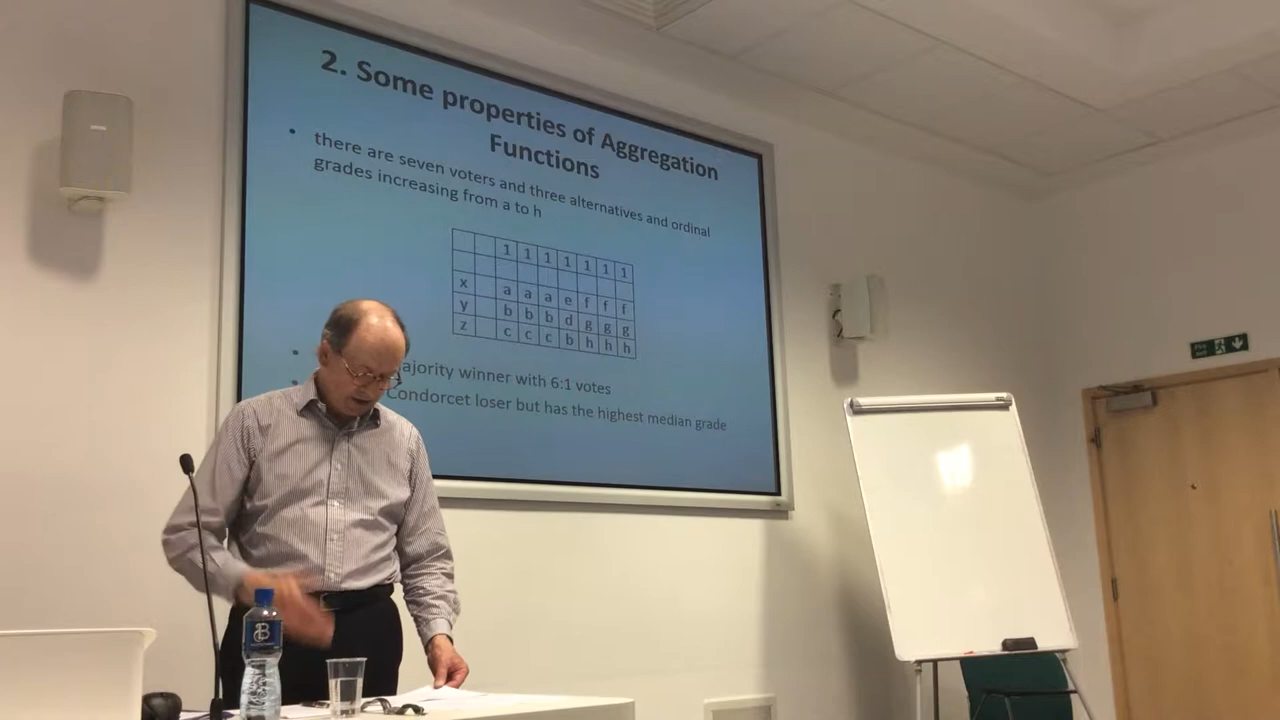 2. Some properties of Aggregation
Functions
• there are seven voters and three alternatives and ordinal
grades increasing from a to h
1 1 1 1 1 1 1
x a a a e f f f
y b b b d g g g
z c c c b h h h
ajority winner with 6:1 votes
Condorcet loser but has the highest median grade
B